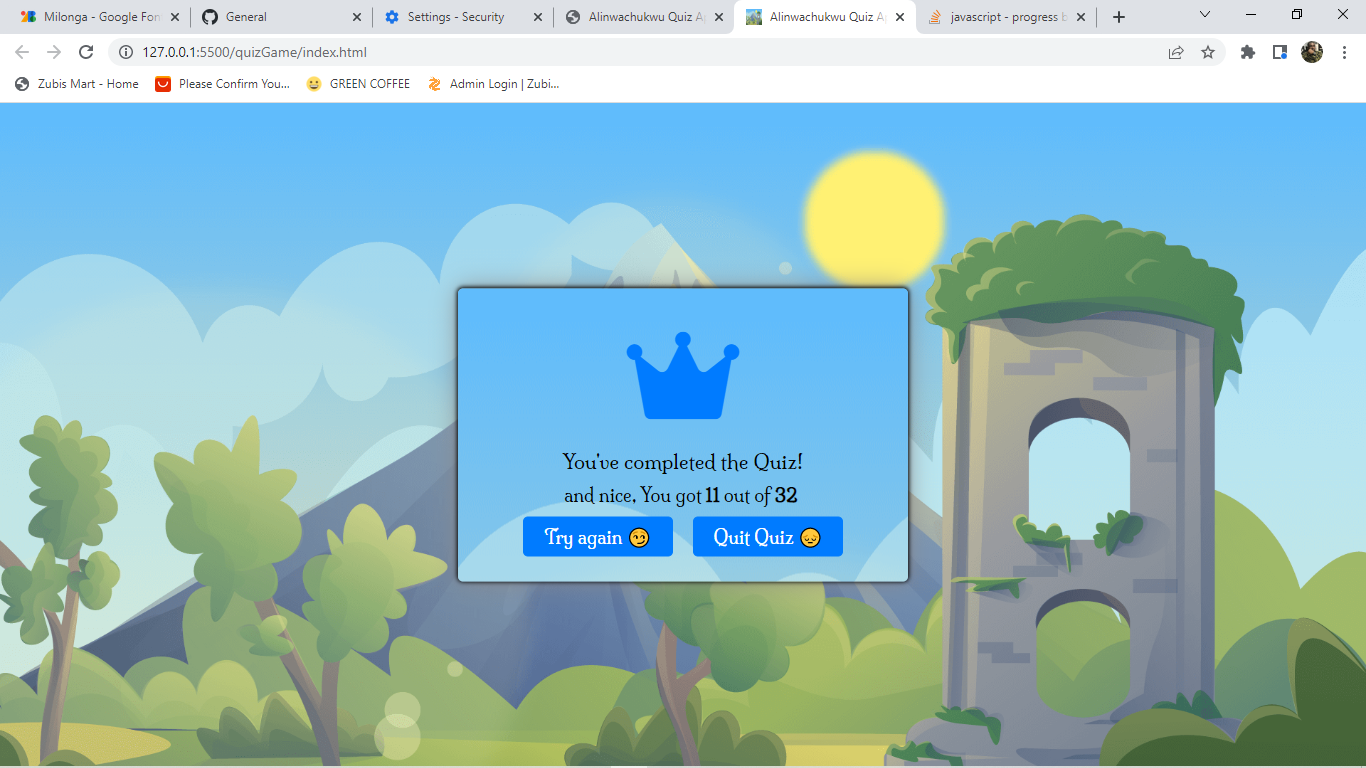 Milonga - Google Fon
General
Settings - Security
Alinwachukwu Quiz A
Alinwachukwu Quiz A
javascript - progress b
127.0.0.1:5500/quizGame/index.html
Zubis Mart - Home
Please Confirm You...
GREEN COFFEE
Admin Login | Zubi...
You've completed the Quiz!
and nice, You got 11 out of 32
Try again 😏
Quit Quiz 😔